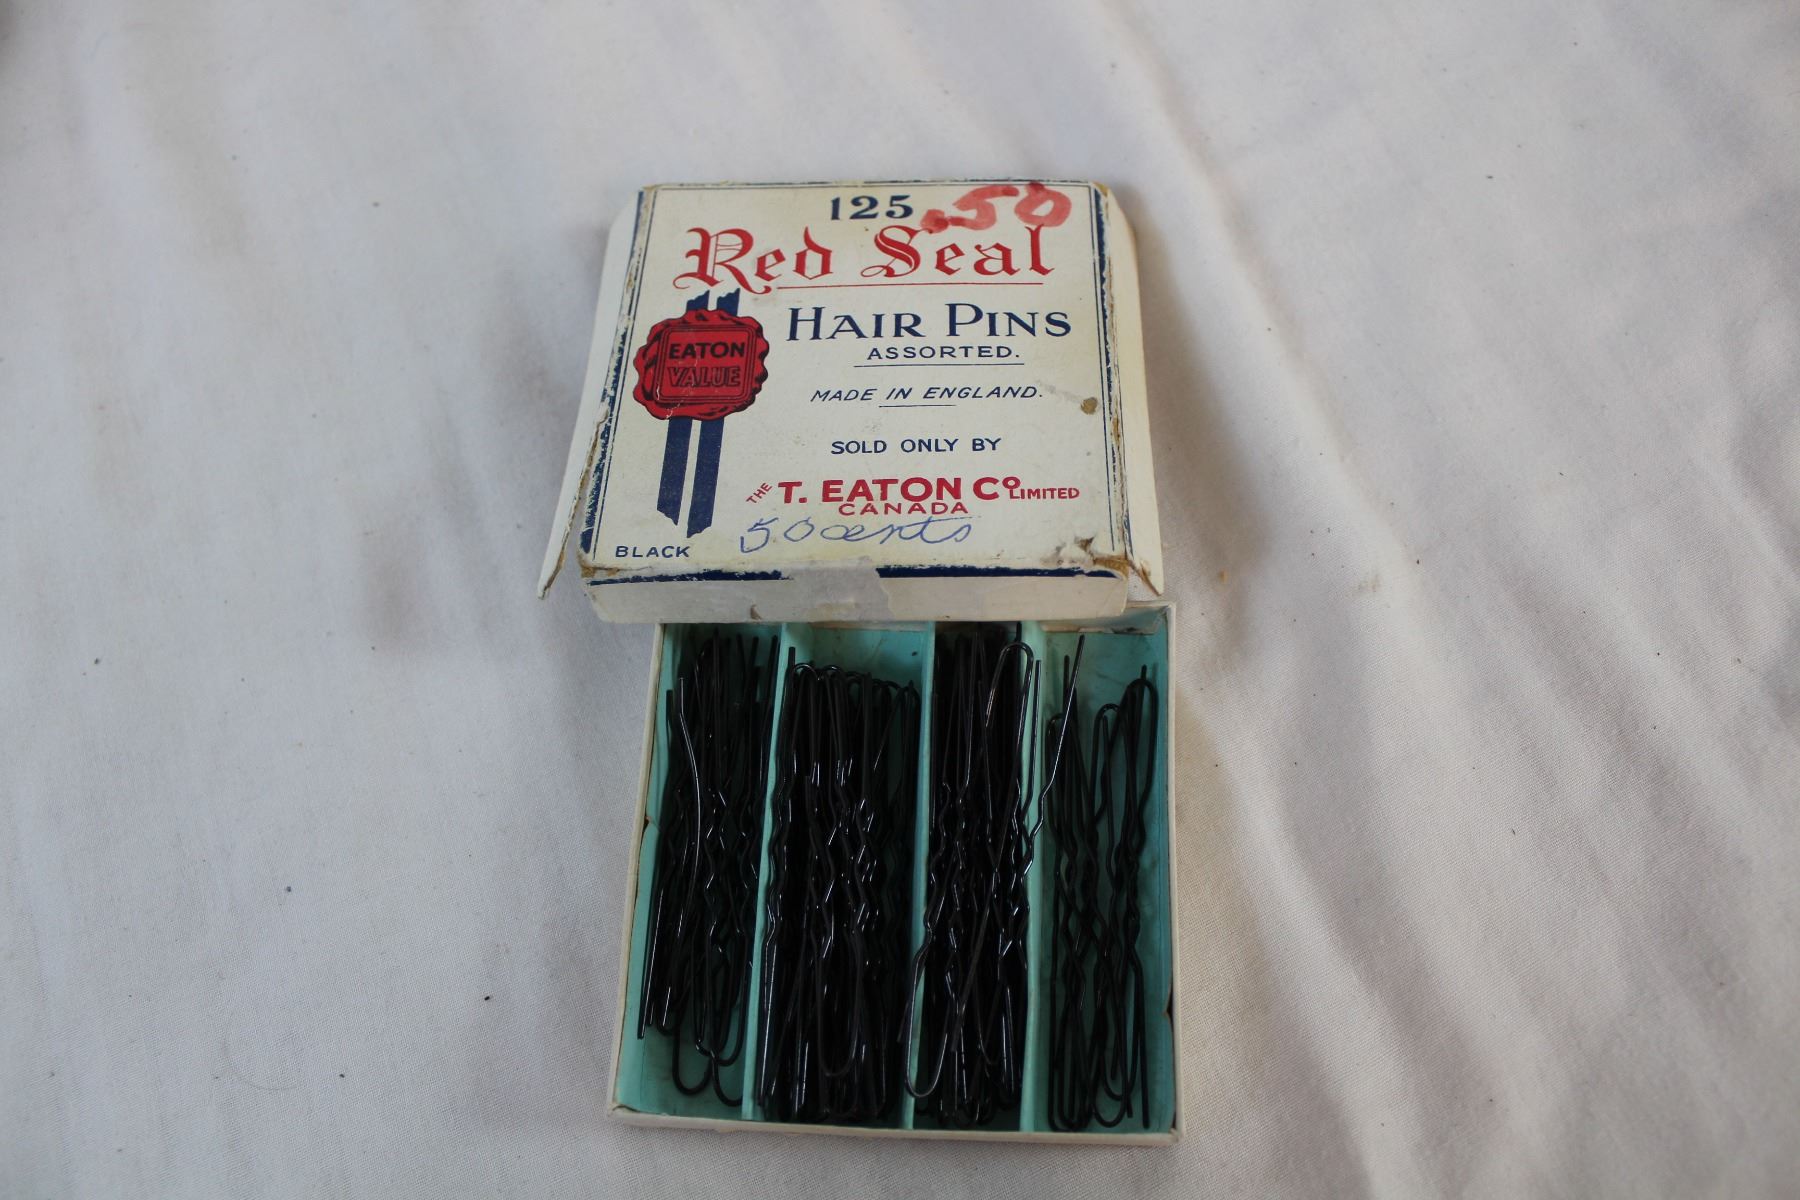 125 .50
Red Seal
HAIR PINS
ASSORTED.
EATON
VALUE
MADE IN ENGLAND.
SOLD ONLY BY
THE T. EATON Co LIMITED
CANADA
50 cents
BLACK